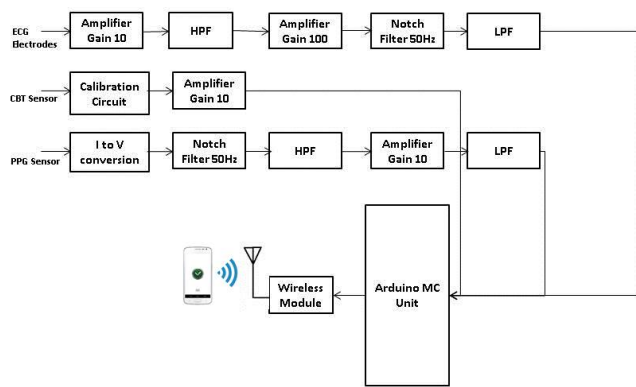 ECG
Electrodes
Amplifier
Gain 10
HPF
Amplifier
Gain 100
Notch
Filter 50Hz
LPF
CBT Sensor
Calibration
Circuit
Amplifier
Gain 10
PPG Sensor
I to V
conversion
Notch
Filter 50Hz
HPF
Amplifier
Gain 10
LPF
Wireless
Module
Arduino MC
Unit